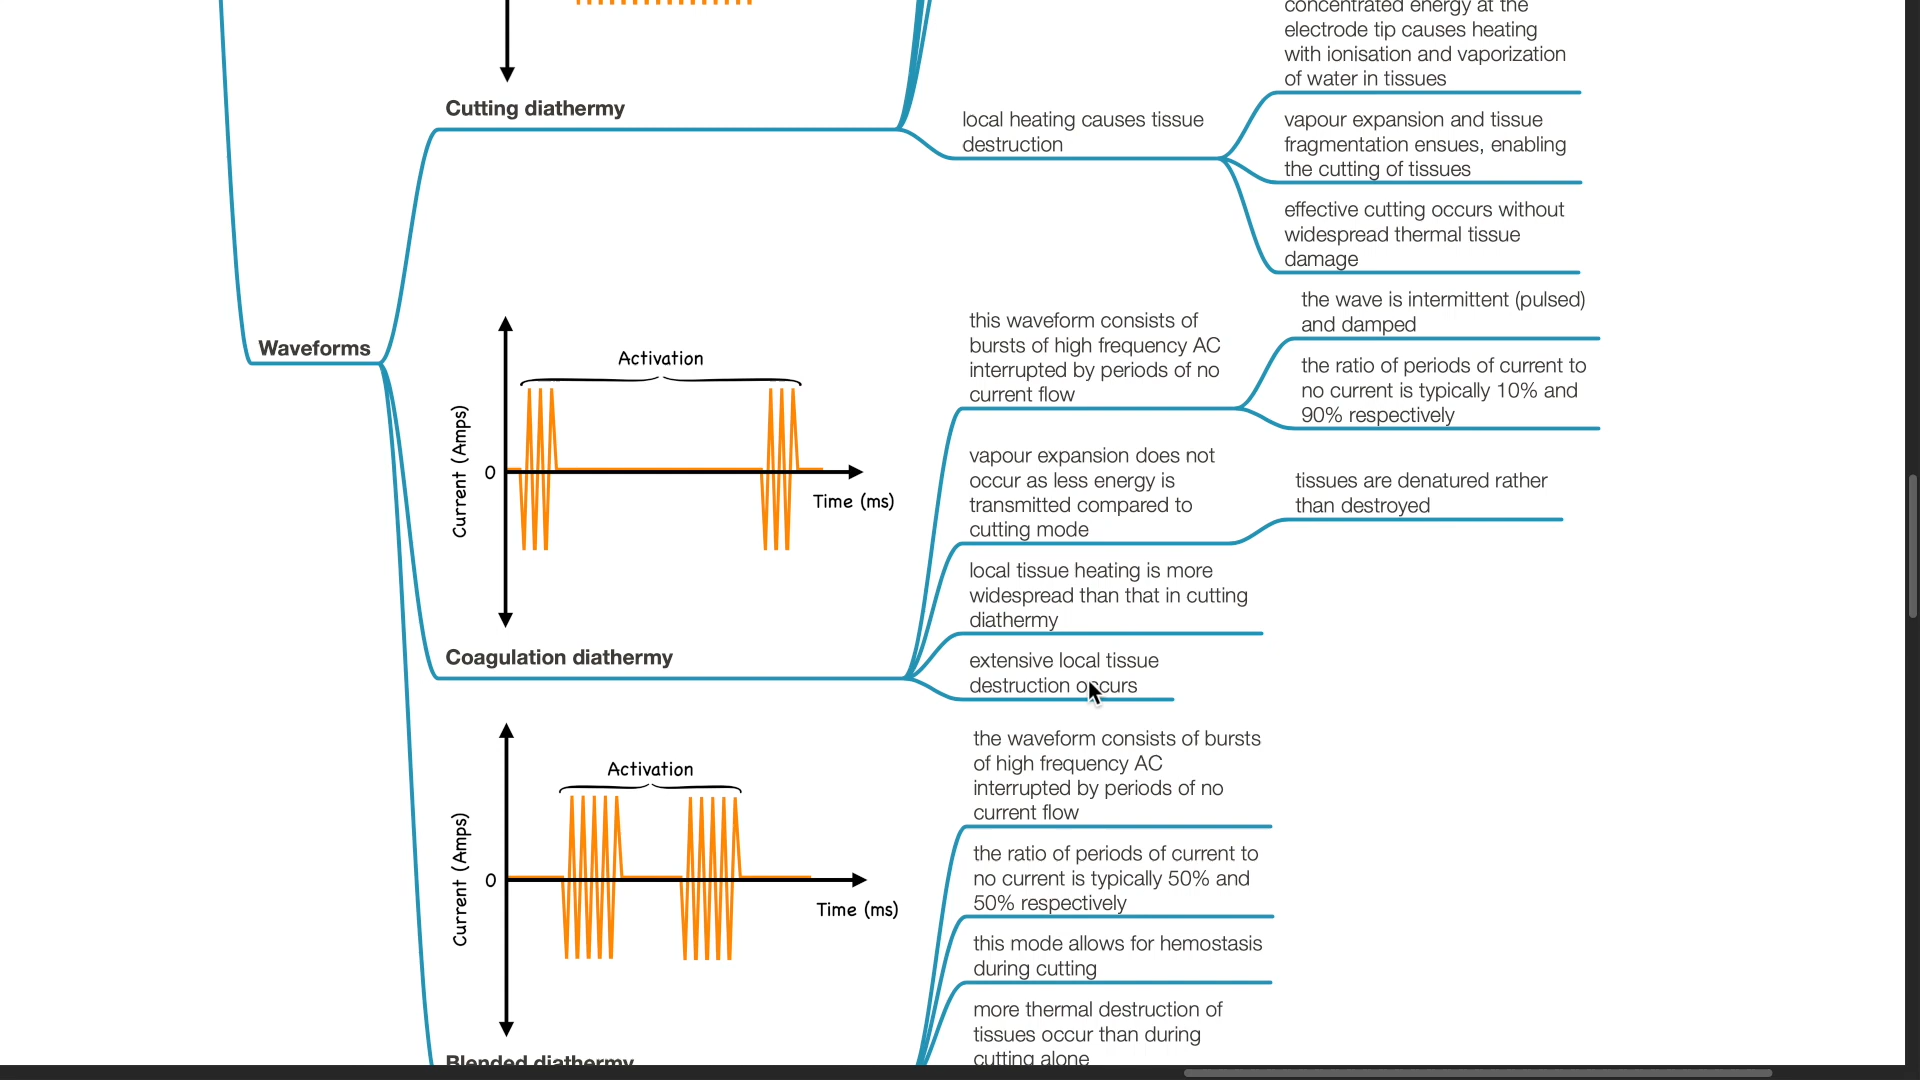 concentrated energy at the
electrode tip causes heating
with ionisation and vaporization
of water in tissues
Cutting diathermy
local heating causes tissue
destruction
vapour expansion and tissue
fragmentation ensues, enabling
the cutting of tissues
effective cutting occurs without
widespread thermal tissue
damage
Waveforms
Activation
Current (Amps)
0
Time (ms)
Coagulation diathermy
this waveform consists of
bursts of high frequency AC
interrupted by periods of no
current flow
the wave is intermittent (pulsed)
and damped
the ratio of periods of current to
no current is typically 10% and
90% respectively
vapour expansion does not
occur as less energy is
transmitted compared to
cutting mode
tissues are denatured rather
than destroyed
local tissue heating is more
widespread than that in cutting
diathermy
extensive local tissue
destruction occurs
Activation
Current (Amps)
0
Time (ms)
Blended diathermy
the waveform consists of bursts
of high frequency AC
interrupted by periods of no
current flow
the ratio of periods of current to
no current is typically 50% and
50% respectively
this mode allows for hemostasis
during cutting
more thermal destruction of
tissues occur than during
cutting alone